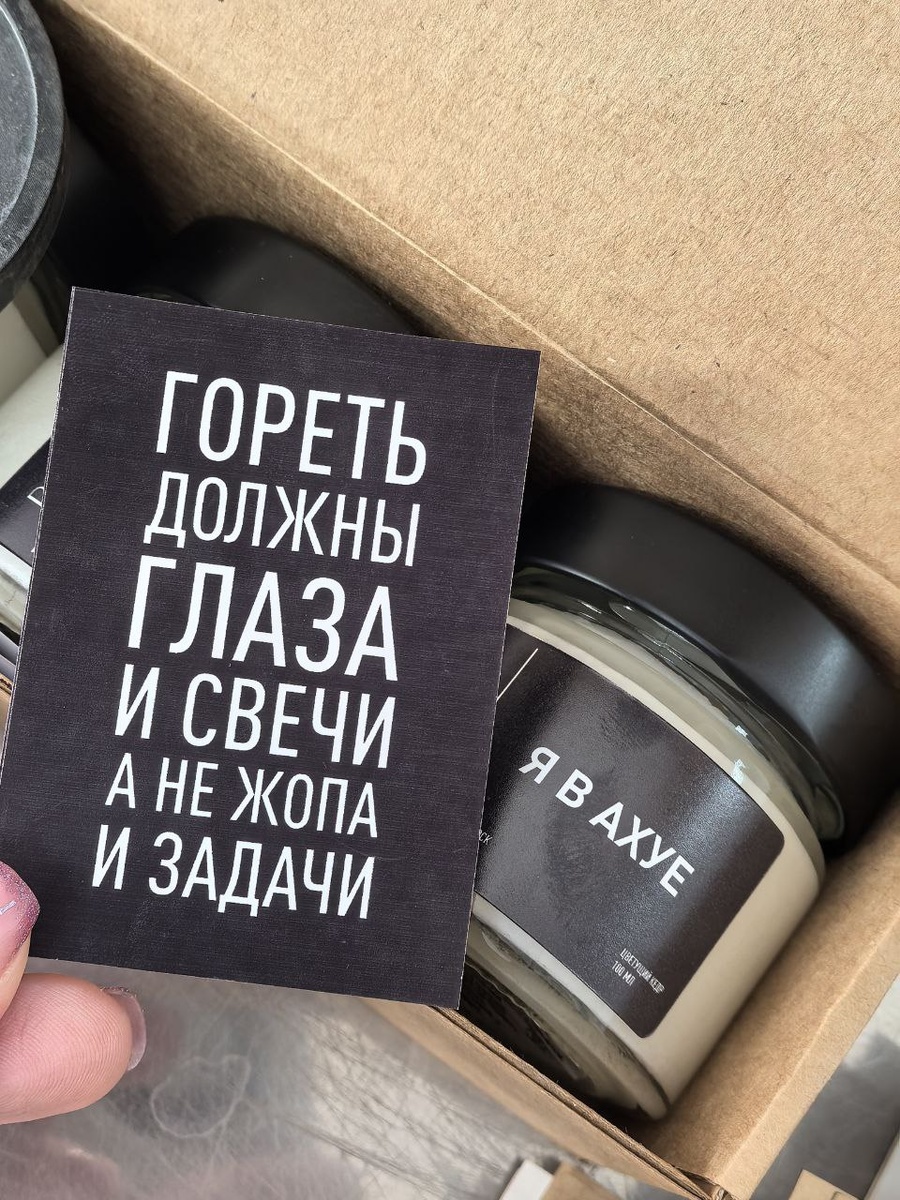 ГОРЕТЬ
ДОЛЖНЫ
ГЛАЗА
И СВЕЧИ
А НЕ ЖОПА
И ЗАДАЧИ
Я В АХУЕ
ЦВЕТУЩИЙ КЕДР
100 МЛ